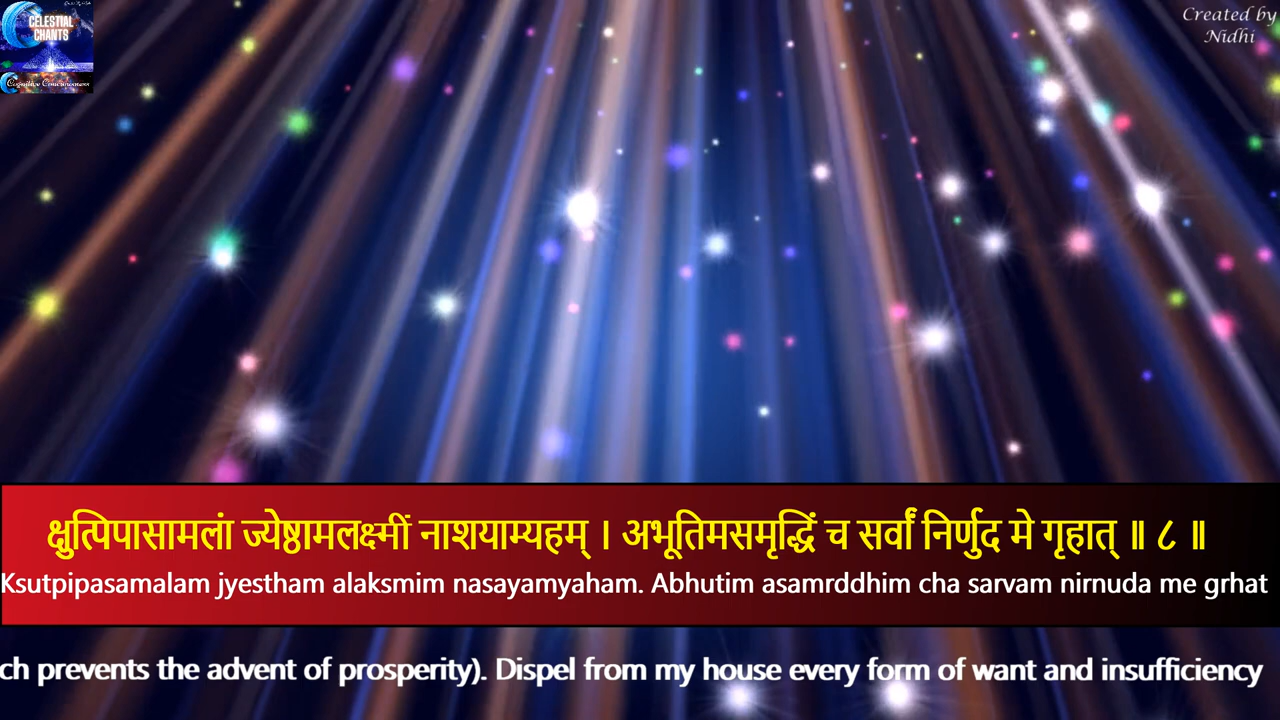 CELESTIAL
CHANTS
Cognitive Consciousness
Created by
Nidhi
क्षुत्पिपासामलां ज्येष्ठामलक्ष्मीं नाशयाम्यहम् । अभूतिमसमृद्धिं च सर्वां निर्णुद मे गृहात् ॥ ८ ॥
Ksutpipasamalam jyestham alaksmim nasayamyaham. Abhutim asamrddhim cha sarvam nirnuda me grhat
ch prevents the advent of prosperity). Dispel from my house every form of want and insufficiency